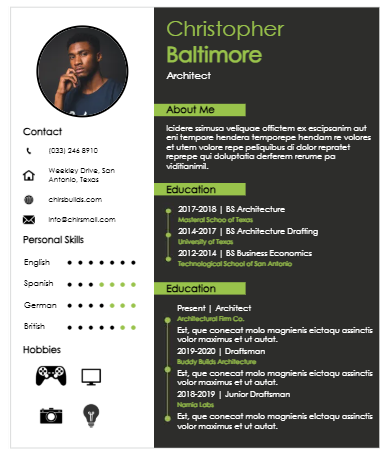 Christopher
Baltimore
Architect
Contact
(033) 246 8910
Weekley Drive, San
Antonio, Texas
chirsbuilds.com
info@chirsmail.com
Personal Skills
English
Spanish
German
British
Hobbies
About Me
Icidere ssimusa veliquae offictem ex escipsanim aut
eni tempore hendera temporepe hendam re volores
et utem volore repe peliquibus di dolor repratet
reprepe qui doluptatia derferem rerume pa
viditianimil.
Education
2017-2018 | BS Architecture
Masteral Schoo of Texas
2014-2017 | BS Architecture Drafting
University of Texas
2012-2014 | BS Business Economics
Technological School of San Antonio
Education
Present | Architect
Architectural Firm Co.
Est, que conecat molo magnienis eictaqu assinctis
volor maximus et ut autat.
2019-2020 | Draftsman
Buddy Builds Architecture
Est, que conecat molo magnienis eictaqu assinctis
volor maximus et ut autat.
2018-2019 | Junior Draftsman
Narnia Labs
Est, que conecat molo magnienis eictaqu assinctis
volor maximus et ut autat.